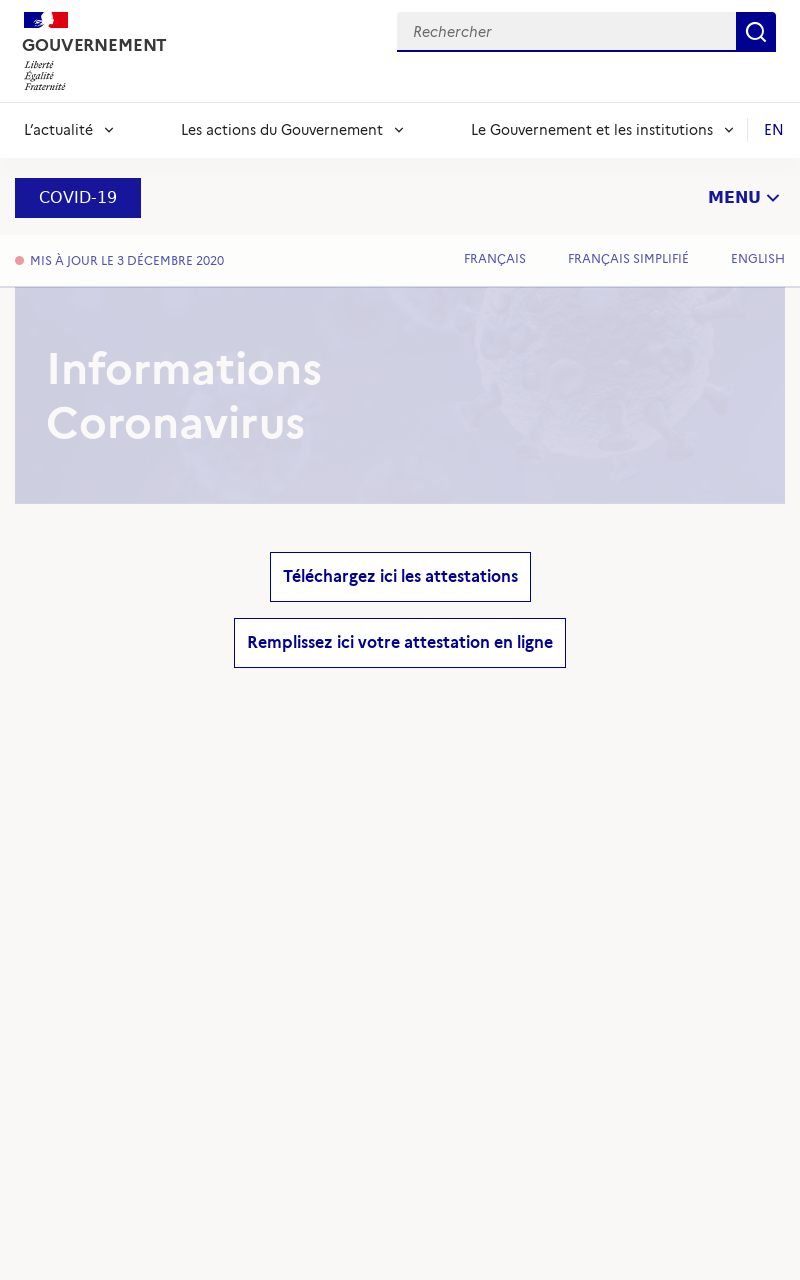 GOUVERNEMENT
Liberté
Égalité
Fraternité
Rechercher
L’actualité
Les actions du Gouvernement
Le Gouvernement et les institutions
EN
COVID-19
MENU
MIS À JOUR LE 3 DÉCEMBRE 2020
FRANÇAIS
FRANÇAIS SIMPLIFIÉ
ENGLISH
Informations
Coronavirus
Téléchargez ici les attestations
Remplissez ici votre attestation en ligne